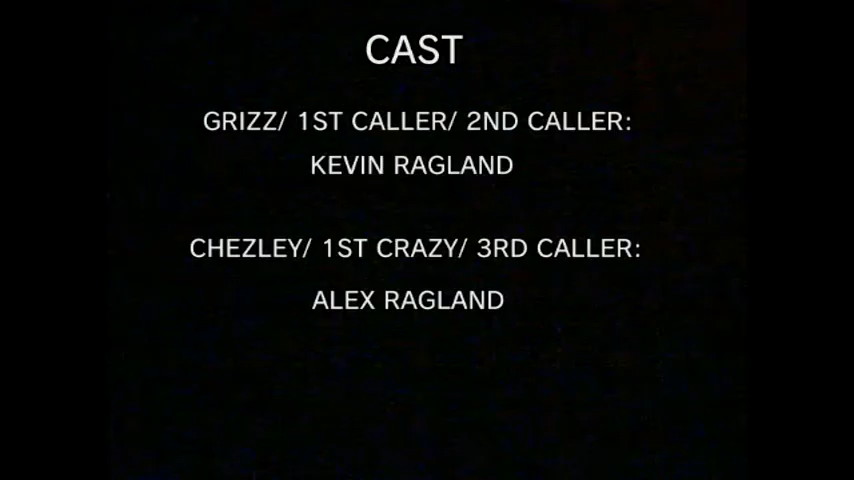 CAST
GRIZZ/ 1ST CALLER/ 2ND CALLER:
KEVIN RAGLAND
CHEZLEY/ 1ST CRAZY/ 3RD CALLER:
ALEX RAGLAND